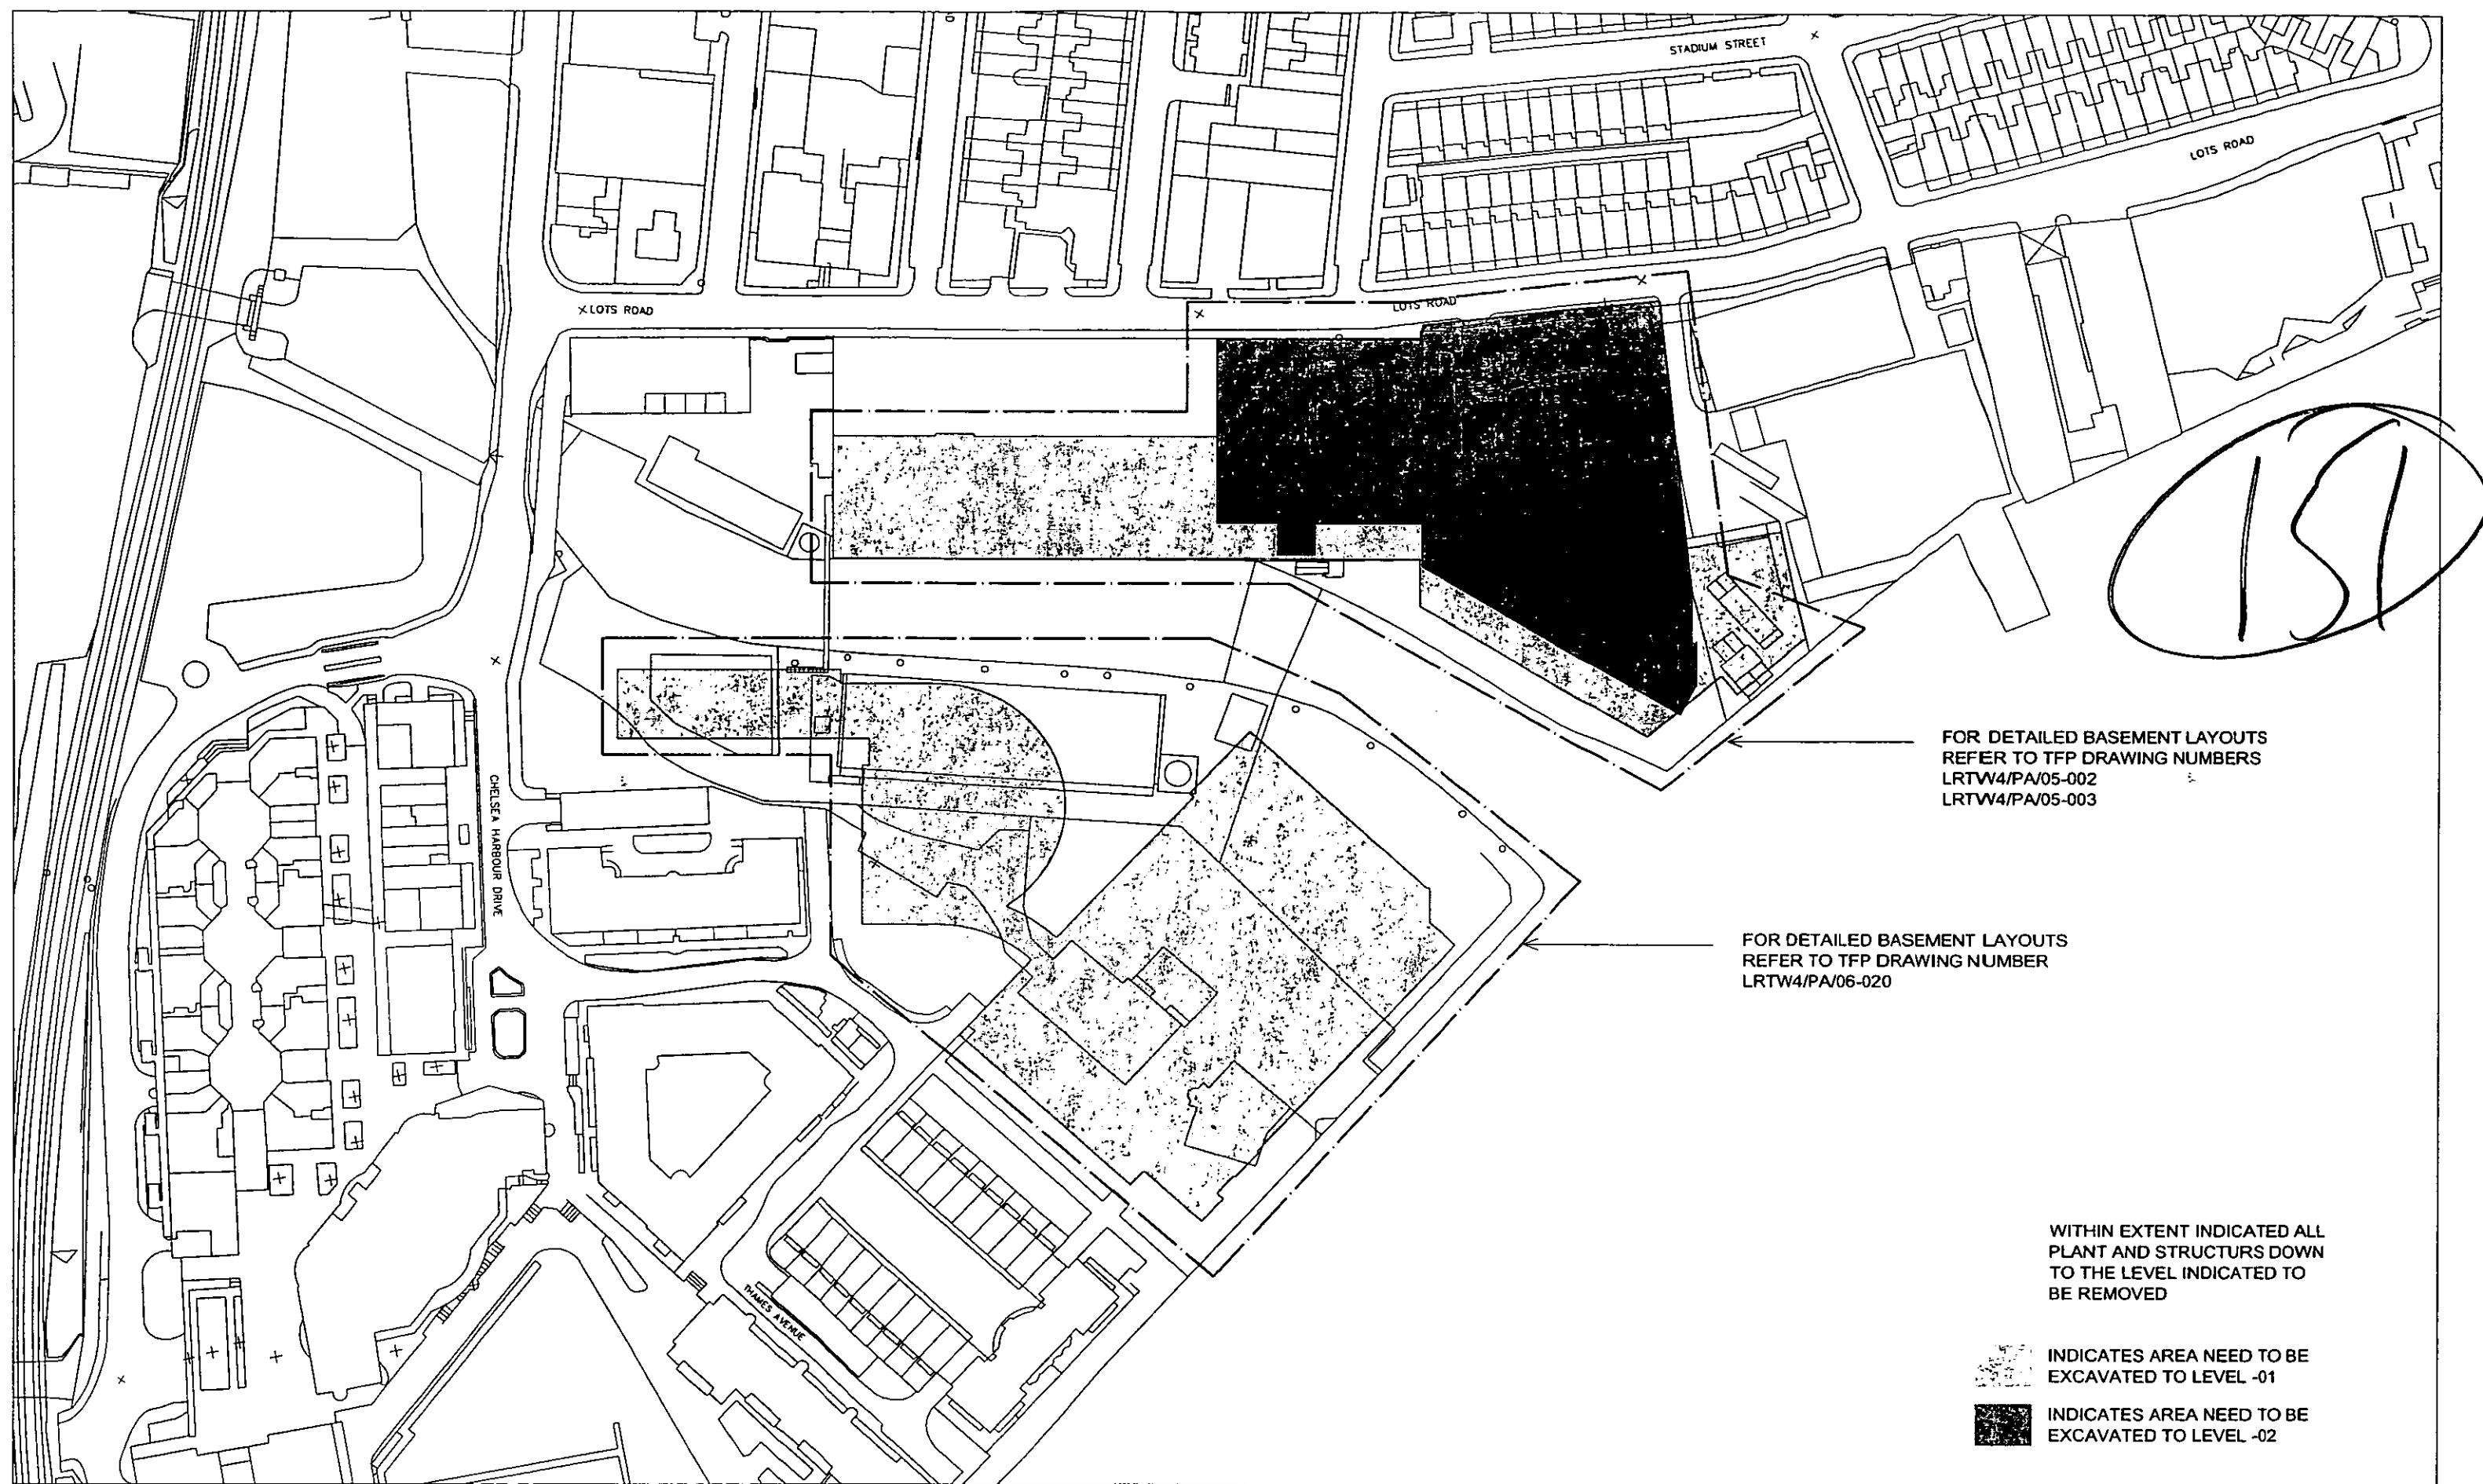 STADIUM STREET
LOTS ROAD
LOTS ROAD
LOTS ROAD
151
FOR DETAILED BASEMENT LAYOUTS
REFER TO TFP DRAWING NUMBERS
LRTW4/PA/05-002
LRTW4/PA/05-003
CHELSEA HARBOUR DRIVE
FOR DETAILED BASEMENT LAYOUTS
REFER TO TFP DRAWING NUMBER
LRTW4/PA/06-020
THAMES AVENUE
WITHIN EXTENT INDICATED ALL
PLANT AND STRUCTURS DOWN
TO THE LEVEL INDICATED TO
BE REMOVED
INDICATES AREA NEED TO BE
EXCAVATED TO LEVEL -01
INDICATES AREA NEED TO BE
EXCAVATED TO LEVEL -02